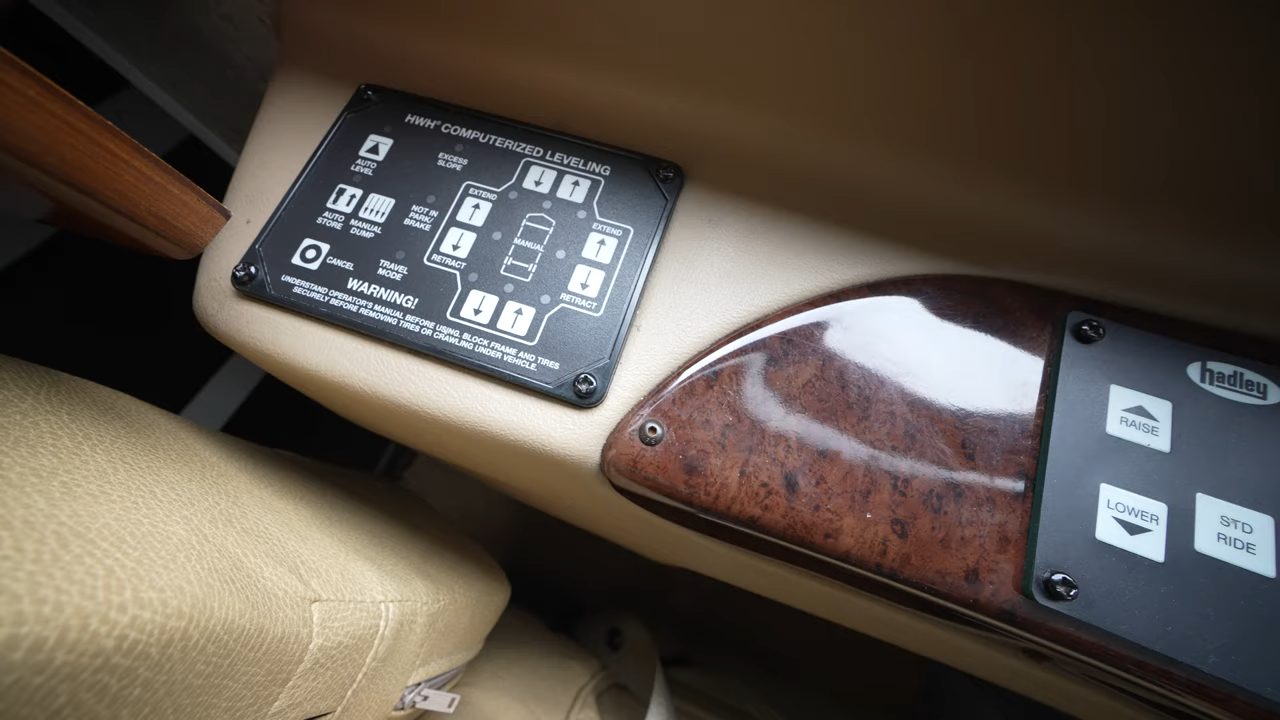 HWH® COMPUTERIZED LEVELING
AUTO
LEVEL
EXCESS
SLOPE
EXTEND
EXTEND
AUTO
STORE
MANUAL
DUMP
NOT IN
PARK/
BRAKE
MANUAL
RETRACT
RETRACT
CANCEL
TRAVEL
MODE
WARNING!
UNDERSTAND OPERATOR'S MANUAL BEFORE USING. BLOCK FRAME AND TIRES
SECURELY BEFORE REMOVING TIRES OR CRAWLING UNDER VEHICLE.
hadley
RAISE
LOWER
STD
RIDE